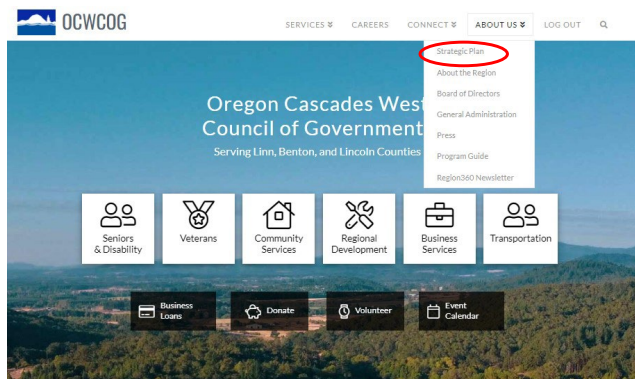 OCWCOG
SERVICES CAREERS CONNECT ABOUT US LOG OUT
Strategic Plan
About the Region
Board of Directors
General Administration
Press
Program Guide
Region360 Newsletter
Oregon Cascades West
Council of Government
Serving Linn, Benton, and Lincoln Counties
Seniors
& Disability
Veterans
Community
Services
Regional
Development
Business
Services
Transportation
Business
Loans
Donate
Volunteer
Event
Calendar